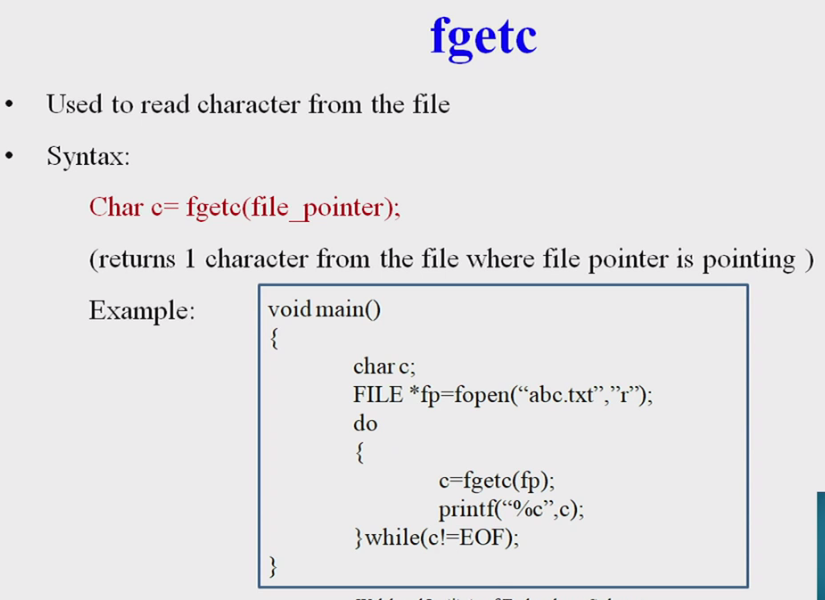 fgetc
• Used to read character from the file
• Syntax:
Char c= fgetc(file_pointer);
(returns 1 character from the file where file pointer is pointing )
Example:
void main()
{
char c;
FILE *fp=fopen(“abc.txt”,”r”);
do
{
c=fgetc(fp);
printf(“%c”,c);
}while(c!=EOF);
}